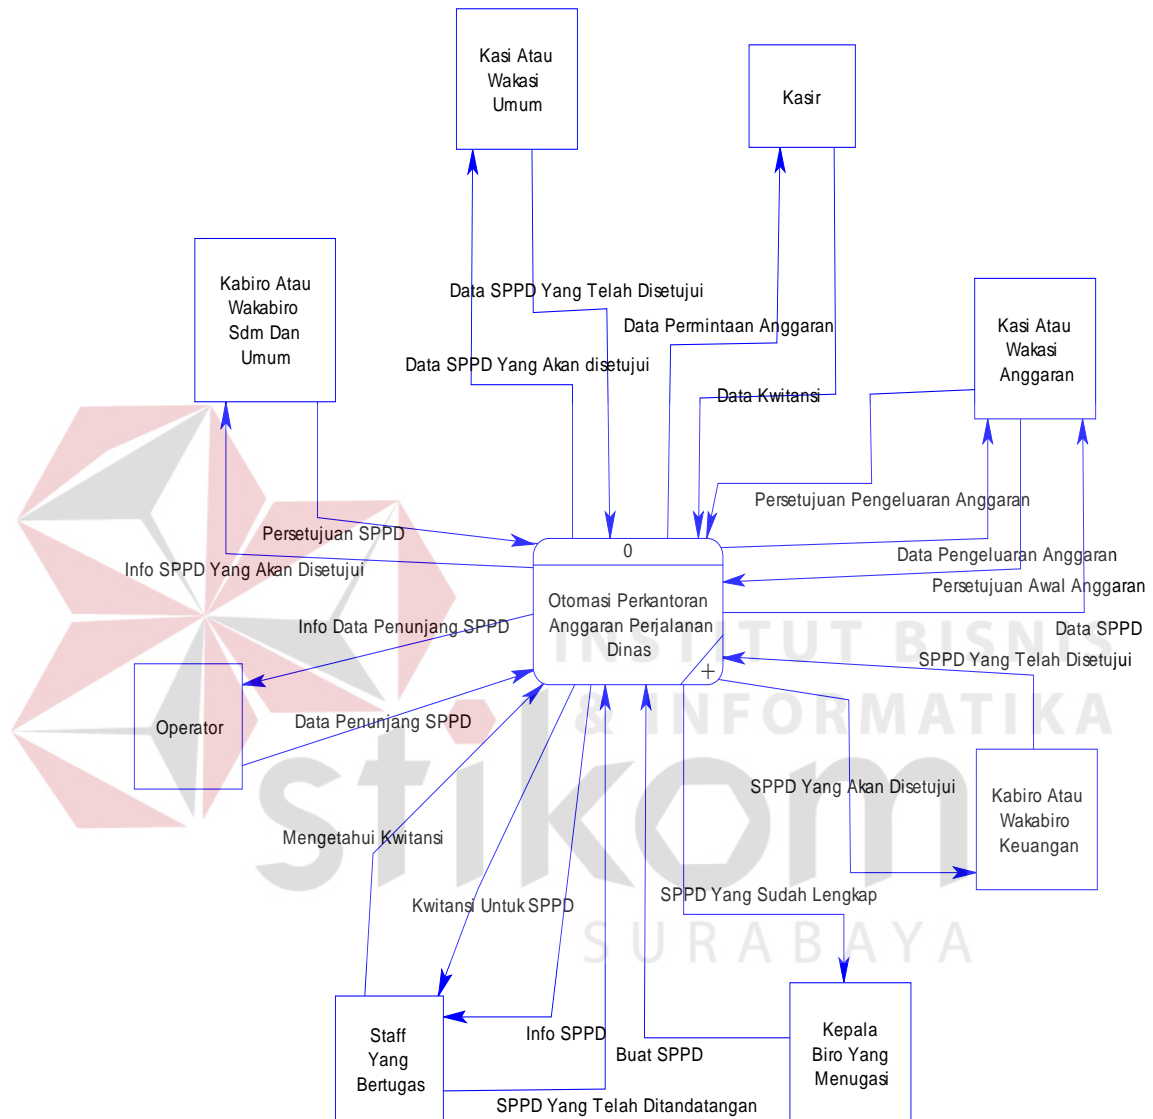 Kasi Atau
Wakasi
Umum
Kasir
Kabiro Atau
Wakabiro
Sdm Dan
Umum
Kasi Atau
Wakasi
Anggaran
Data SPPD Yang Telah Disetujui
Data Permintaan Anggaran
Data SPPD Yang Akan disetujui
Data Kwitansi
Persetujuan Pengeluaran Anggaran
Persetujuan SPPD
Info SPPD Yang Akan Disetujui
0
Data Pengeluaran Anggaran
Persetujuan Awal Anggaran
Otomasi Perkantoran
Anggaran Perjalanan
Dinas
+
Info Data Penunjang SPPD
Data SPPD
SPPD Yang Telah Disetujui
INSTITUT BISNIS
& INFORMATIKA
stikom
SURABAYA
Operator
Data Penunjang SPPD
SPPD Yang Akan Disetujui
Kabiro Atau
Wakabiro
Keuangan
Mengetahui Kwitansi
Kwitansi Untuk SPPD
SPPD Yang Sudah Lengkap
Info SPPD
Buat SPPD
Staff
Yang
Bertugas
Kepala
Biro Yang
Menugasi
SPPD Yang Telah Ditandatangan